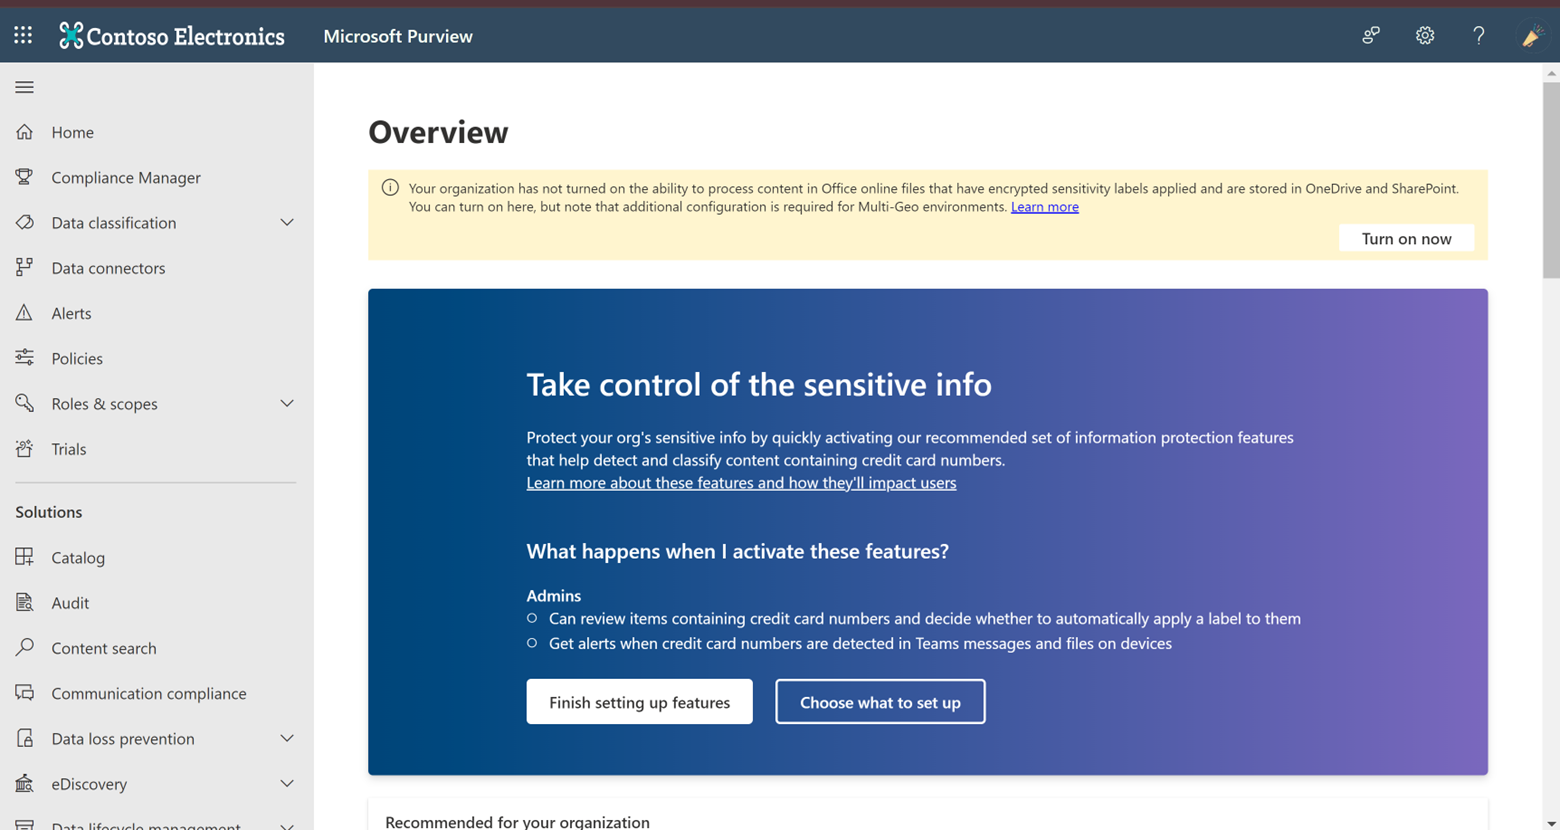 Contoso Electronics
Microsoft Purview
Home
Compliance Manager
Data classification
Data connectors
Alerts
Policies
Roles & scopes
Trials
Solutions
Catalog
Audit
Content search
Communication compliance
Data loss prevention
eDiscovery
Data lifecycle management
Overview
Your organization has not turned on the ability to process content in Office online files that have encrypted sensitivity labels applied and are stored in OneDrive and SharePoint.
You can turn on here, but note that additional configuration is required for Multi-Geo environments. Learn more
Turn on now
Take control of the sensitive info
Protect your org's sensitive info by quickly activating our recommended set of information protection features
that help detect and classify content containing credit card numbers.
Learn more about these features and how they'll impact users
What happens when I activate these features?
Admins
Can review items containing credit card numbers and decide whether to automatically apply a label to them
Get alerts when credit card numbers are detected in Teams messages and files on devices
Finish setting up features
Choose what to set up
Recommended for your organization